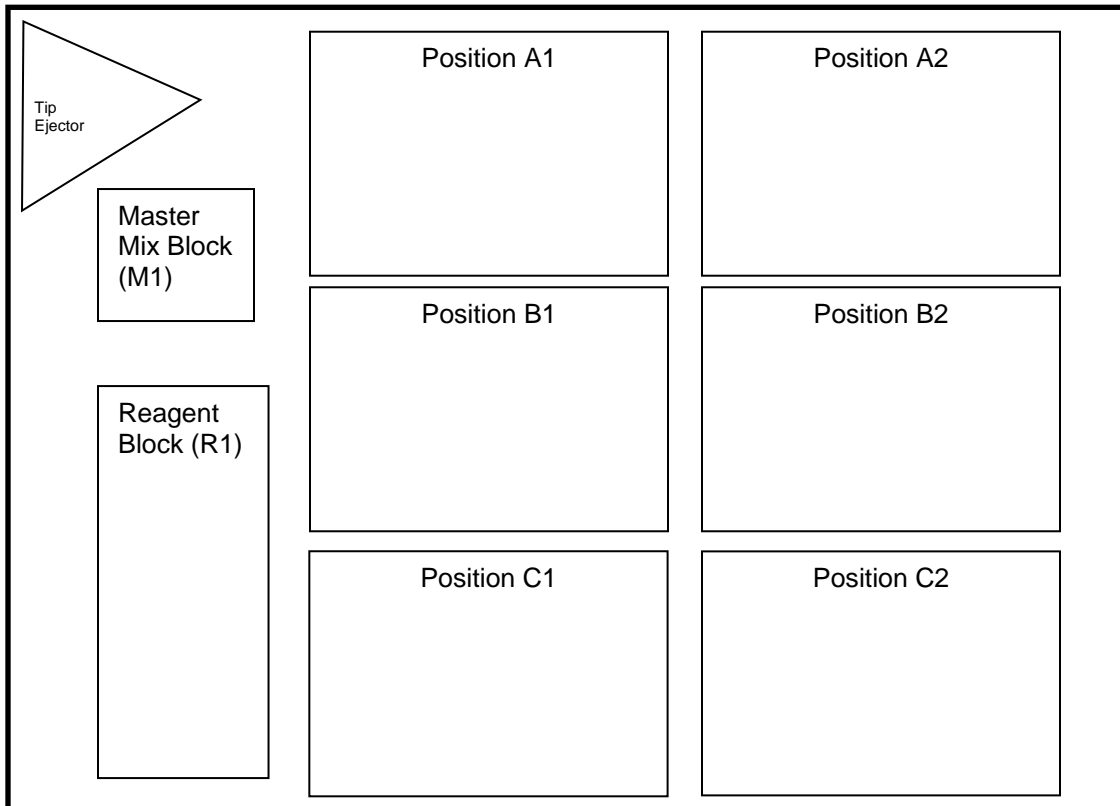 Tip
Ejector
Position A1
Position A2
Master
Mix Block
(M1)
Position B1
Position B2
Reagent
Block (R1)
Position C1
Position C2